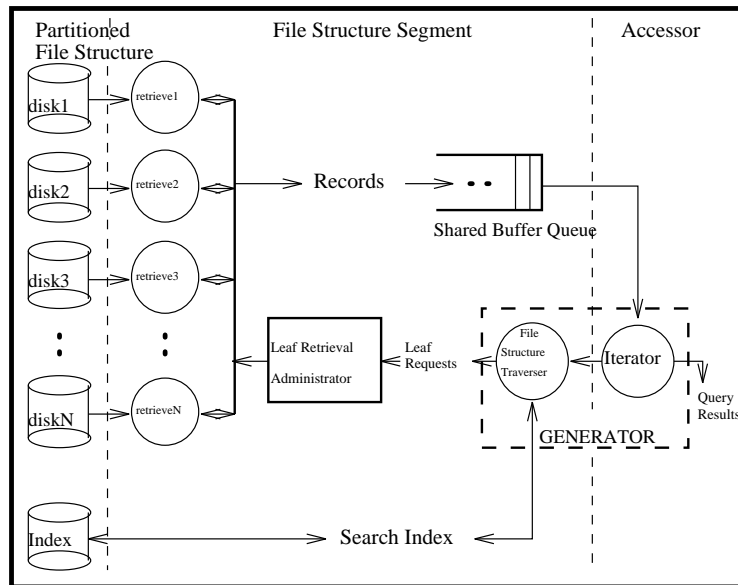 Partitioned
File Structure
File Structure Segment
Accessor
disk1
retrieve1
disk2
retrieve2
Records
Shared Buffer Queue
disk3
retrieve3
Leaf Retrieval
Administrator
Leaf
Requests
File
Structure
Traverser
Iterator
Query
Results
diskN
retrieveN
GENERATOR
Index
Search Index